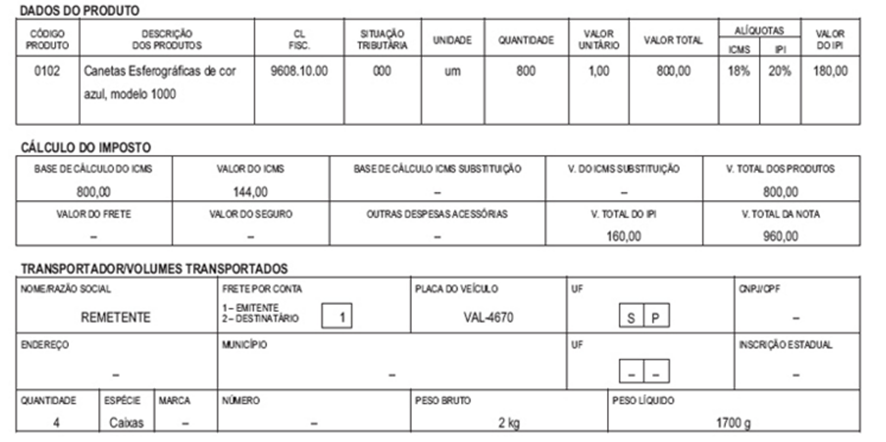 DADOS DO PRODUTO
CÓDIGO PRODUTO DESCRIÇÃO DOS PRODUTOS CL FISC. SITUAÇÃO TRIBUTÁRIA UNIDADE QUANTIDADE VALOR UNITÁRIO VALOR TOTAL ALÍQUOTAS ICMS IPI VALOR DO IPI
0102 Canetas Esferográficas de cor 9608.10.00 000 um 800 1,00 800,00 18% 20% 180,00
azul, modelo 1000
CÁLCULO DO IMPOSTO
BASE DE CÁLCULO DO ICMS VALOR DO ICMS BASE DE CÁLCULO ICMS SUBSTITUIÇÃO V. DO ICMS SUBSTITUIÇÃO V. TOTAL DOS PRODUTOS
800,00 144,00 – – 800,00
VALOR DO FRETE VALOR DO SEGURO OUTRAS DESPESAS ACESSÓRIAS V. TOTAL DO IPI V. TOTAL DA NOTA
– – – 160,00 960,00
TRANSPORTADOR/VOLUMES TRANSPORTADOS
NOME/RAZÃO SOCIAL FRETE POR CONTA PLACA DO VEÍCULO UF CNPJ/CPF
1 – EMITENTE
REMETENTE 2 – DESTINATÁRIO 1 VAL-4670 S P –
ENDEREÇO MUNICÍPIO UF INSCRIÇÃO ESTADUAL
– – – – –
QUANTIDADE ESPÉCIE MARCA NÚMERO PESO BRUTO PESO LÍQUIDO
4 Caixas – – 2 kg 1700 g